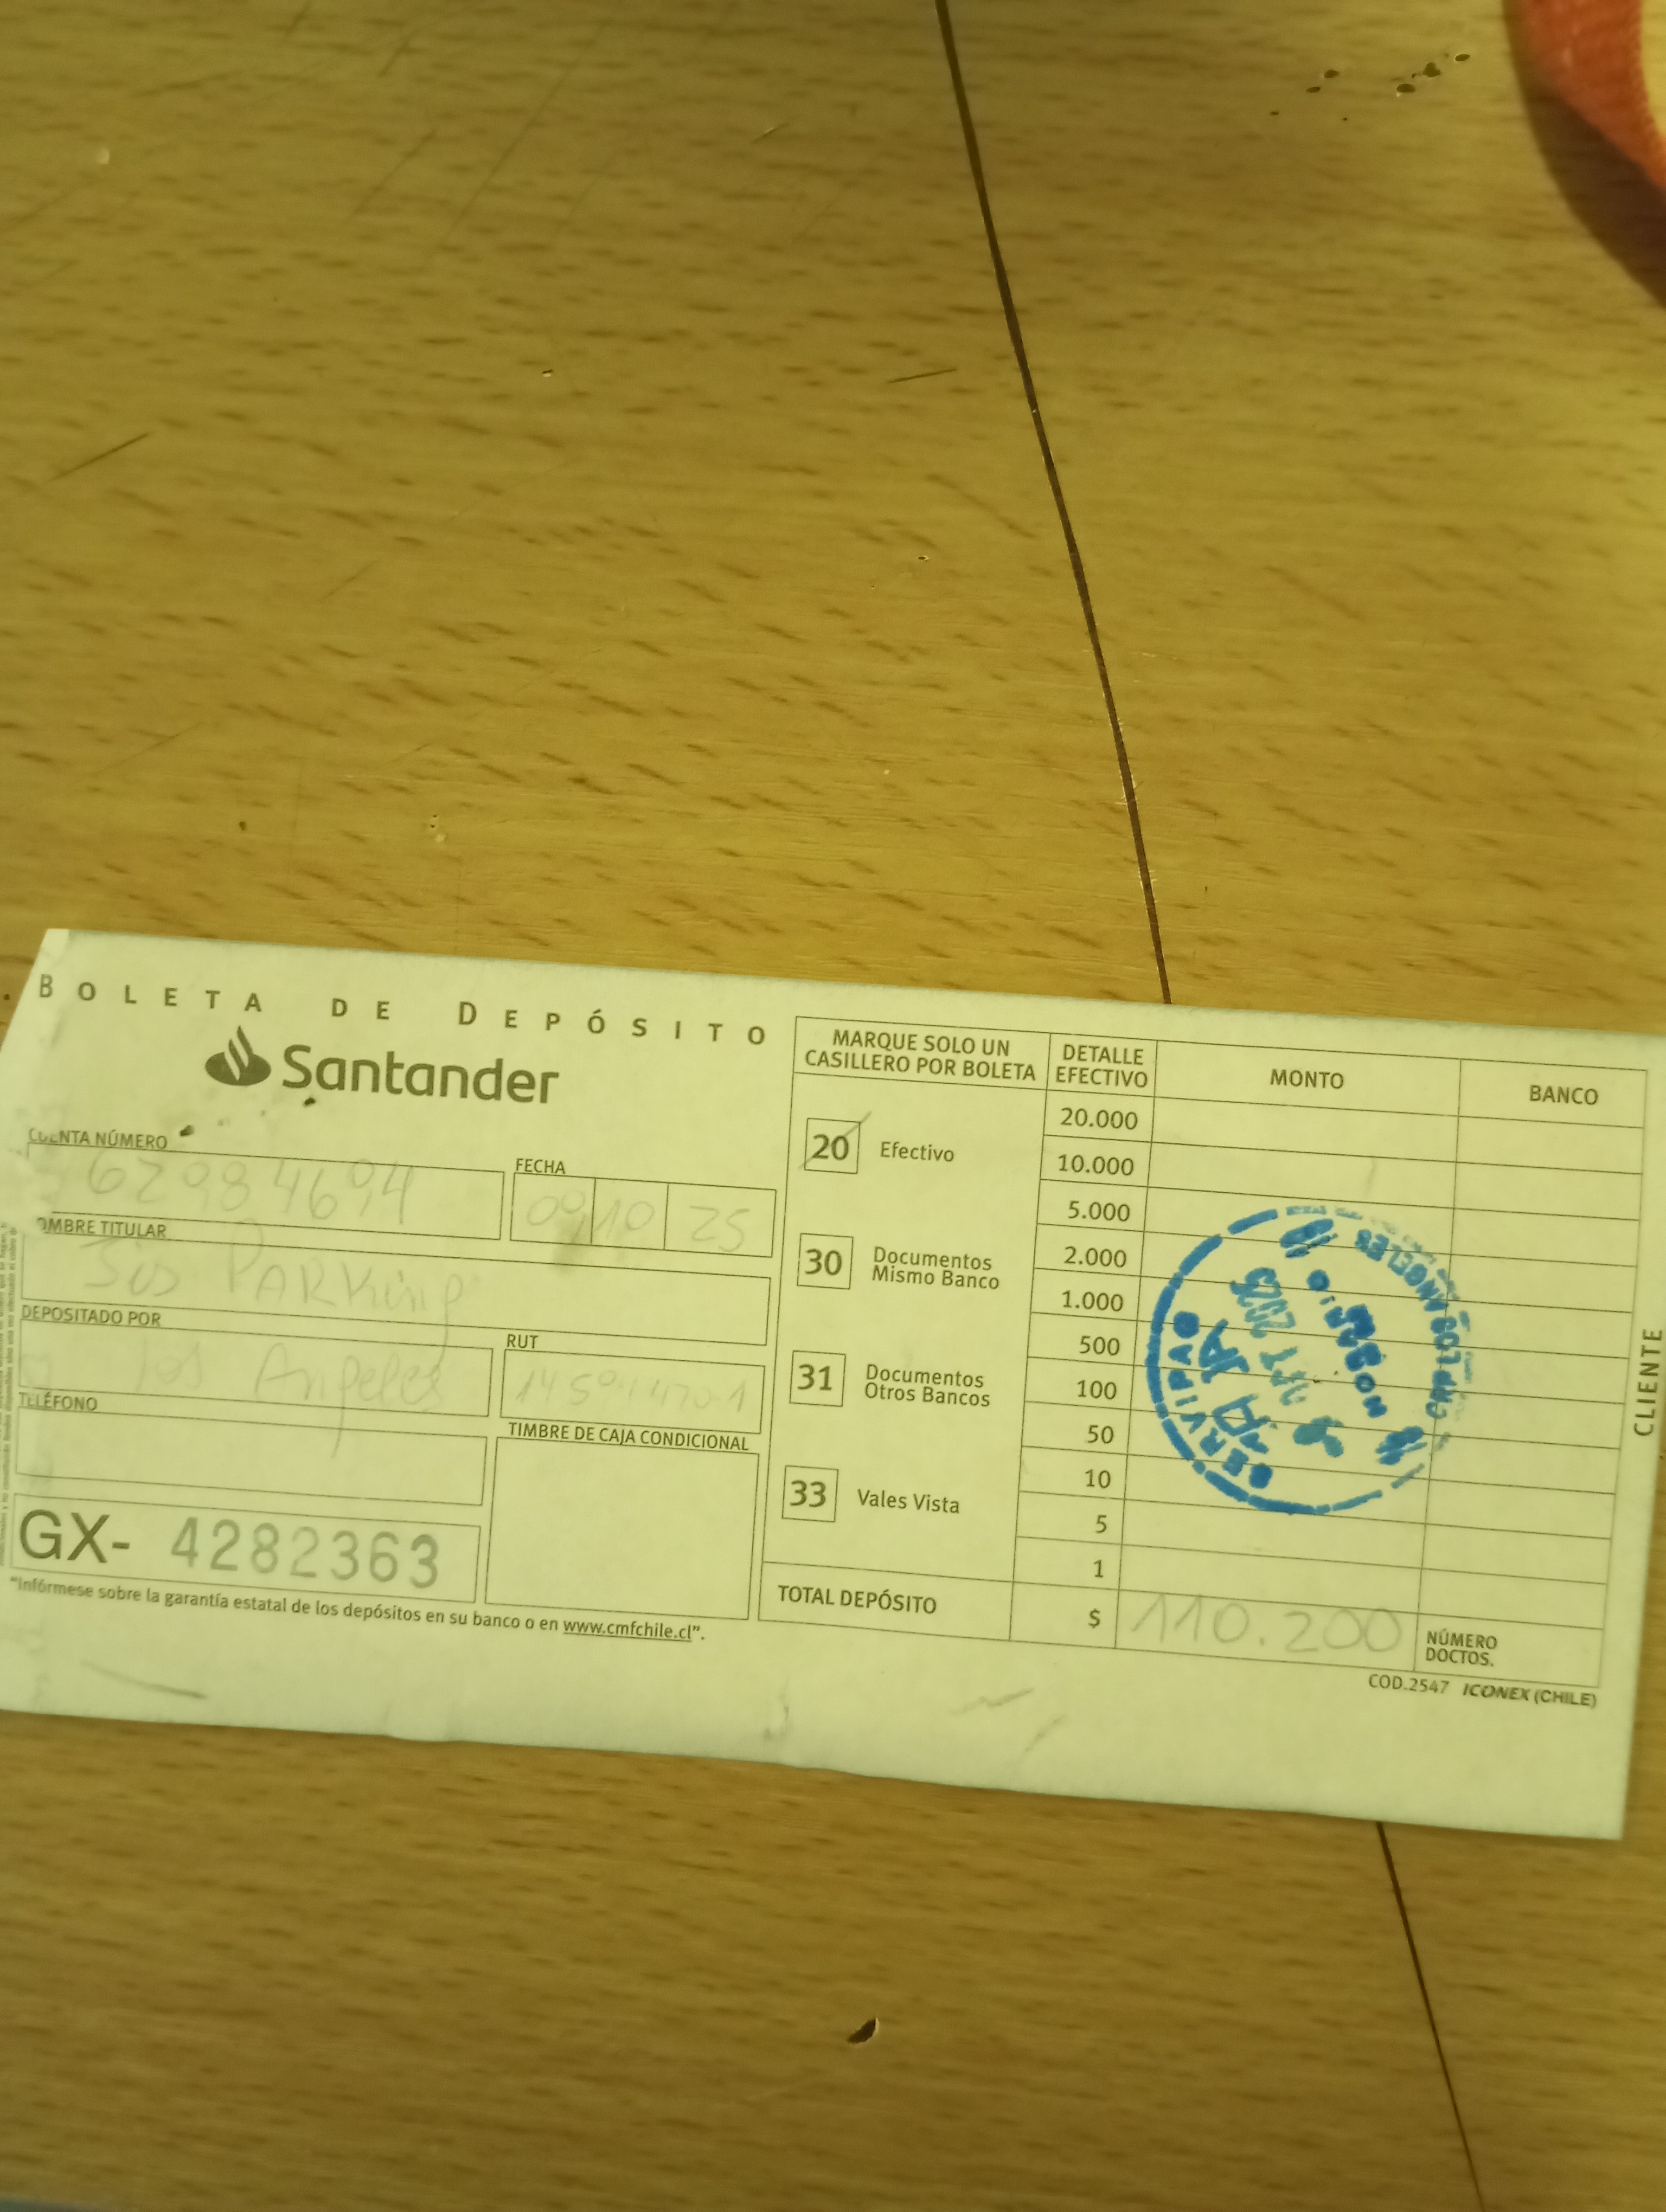 BOLETA DE DEPÓSITO
Santander
CUENTA NÚMERO
62984694
FECHA
09 10 25
OMBRE TITULAR
PARKing
DEPOSITADO POR
Los Angeles
RUT
TELÉFONO
TIMBRE DE CAJA CONDICIONAL
GX- 4282363
"Infórmese sobre la garantía estatal de los depósitos en su banco o en www.cmfchile.cl".
MARQUE SOLO UN
CASILLERO POR BOLETA
20 Efectivo
30 Documentos
Mismo Banco
31 Documentos
Otros Bancos
33 Vales Vista
TOTAL DEPÓSITO
DETALLE
EFECTIVO
MONTO
BANCO
20.000
10.000
5.000
2.000
1.000
500
100
50
10
5
1
$ 110.200
NÚMERO
DOCTOS.
COD.2547 ICONEX (CHILE)
CLIENTE
SERVIPAG
LOS ANGELES